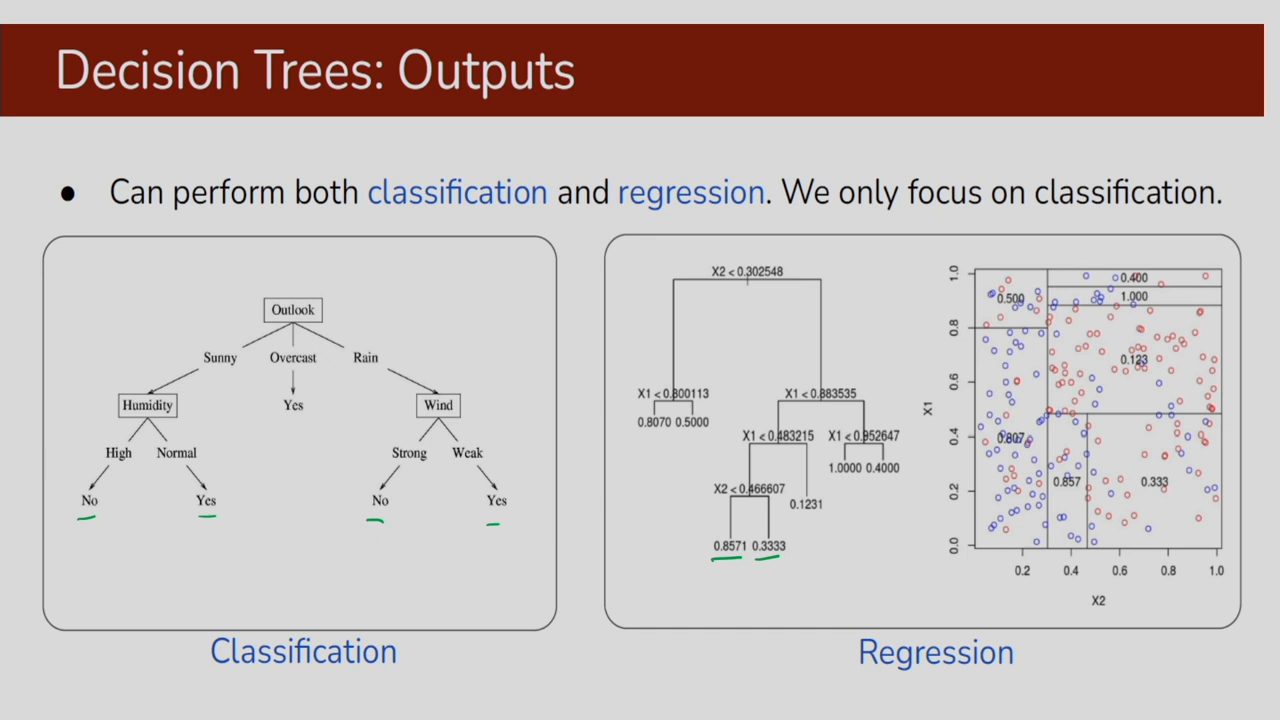 Decision Trees: Outputs
● Can perform both classification and regression. We only focus on classification.
Outlook
Sunny Overcast Rain
Humidity Yes Wind
High Normal Strong Weak
No Yes No Yes
Classification
X2 < 0.302548
X1 < 0.800113 X1 < 0.883535
0.8070 0.5000
X1 < 0.483215 X1 < 0.952647
1.0000 0.4000
X2 < 0.466607
0.1231
0.8571 0.3333
1.0
0.8
0.6
0.4
0.2
0.0
X1
0.400
0.500 1.000
0.123
0.807
0.857 0.333
0.2 0.4 0.6 0.8 1.0
X2
Regression